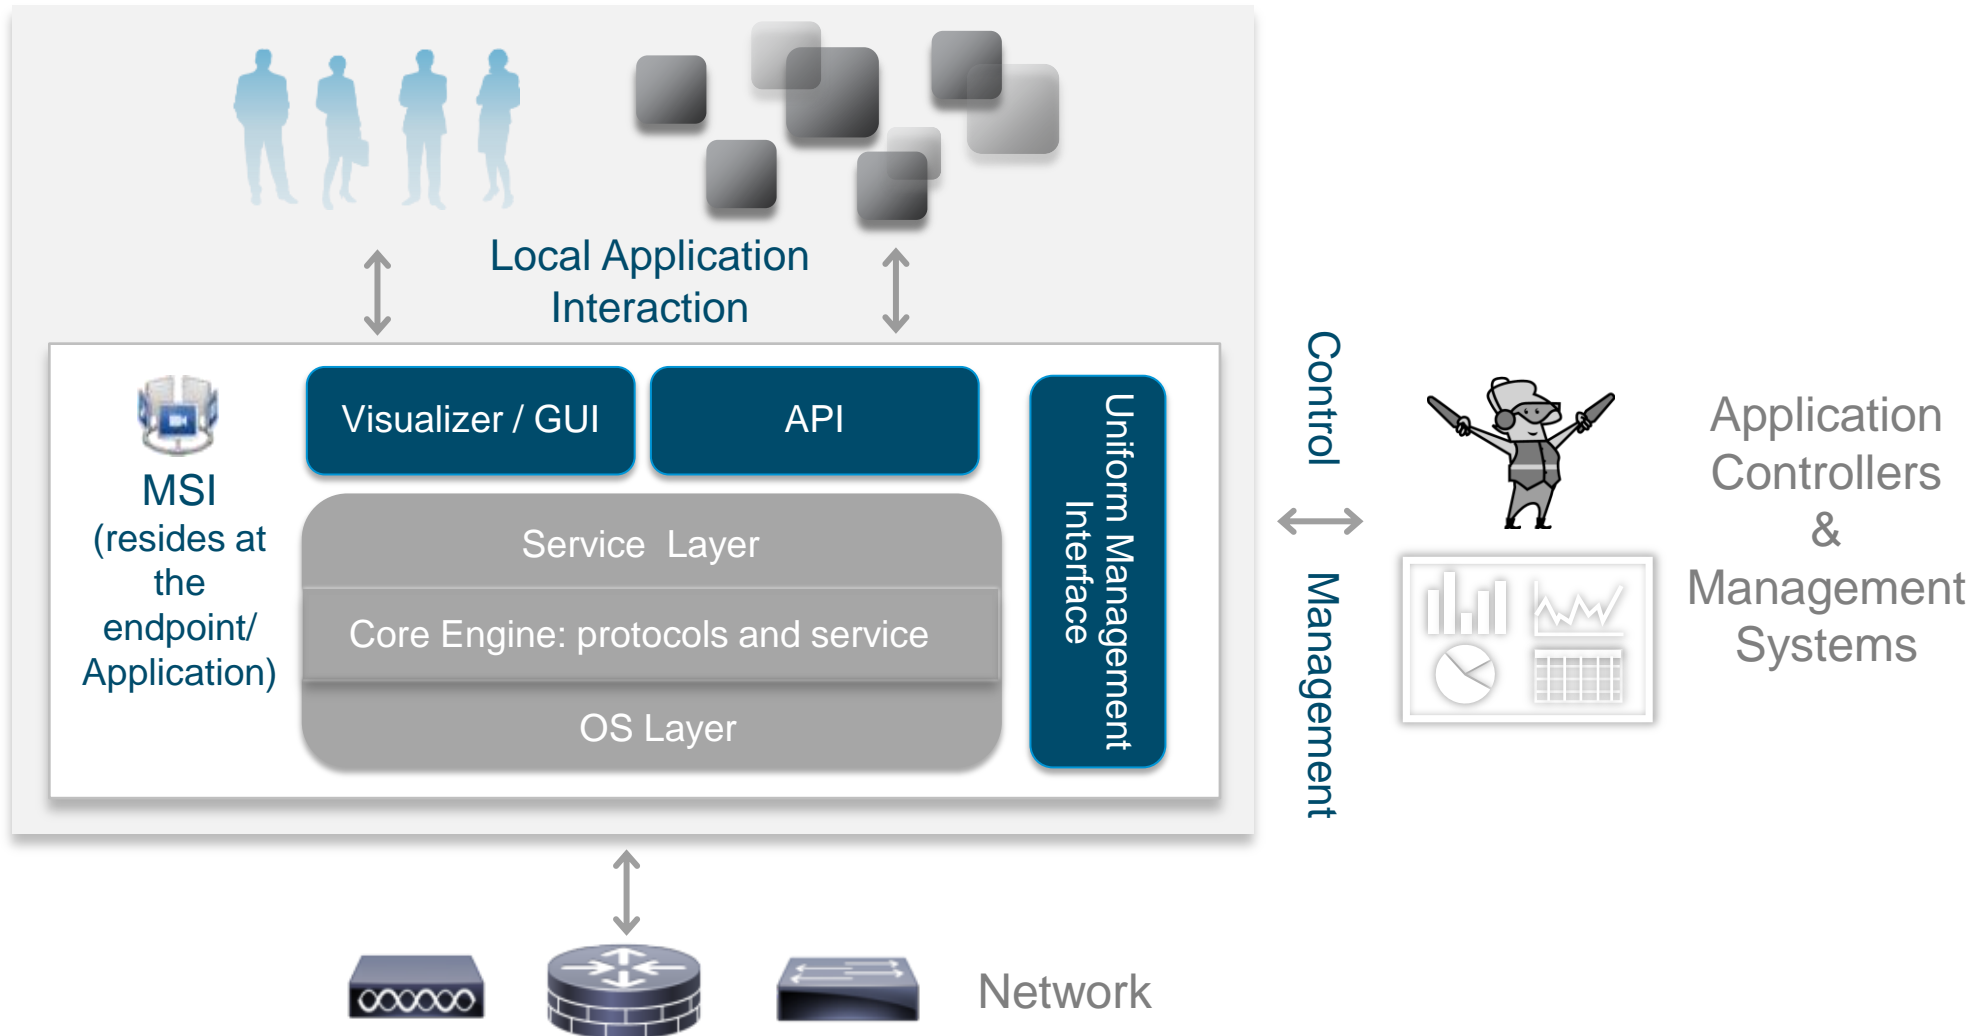 Local Application
Interaction
MSI
(resides at
the
endpoint/
Application)
Visualizer / GUI
API
Service Layer
Core Engine: protocols and service
OS Layer
Uniform Management
Interface
Control
Management
Application
Controllers
&
Management
Systems
Network